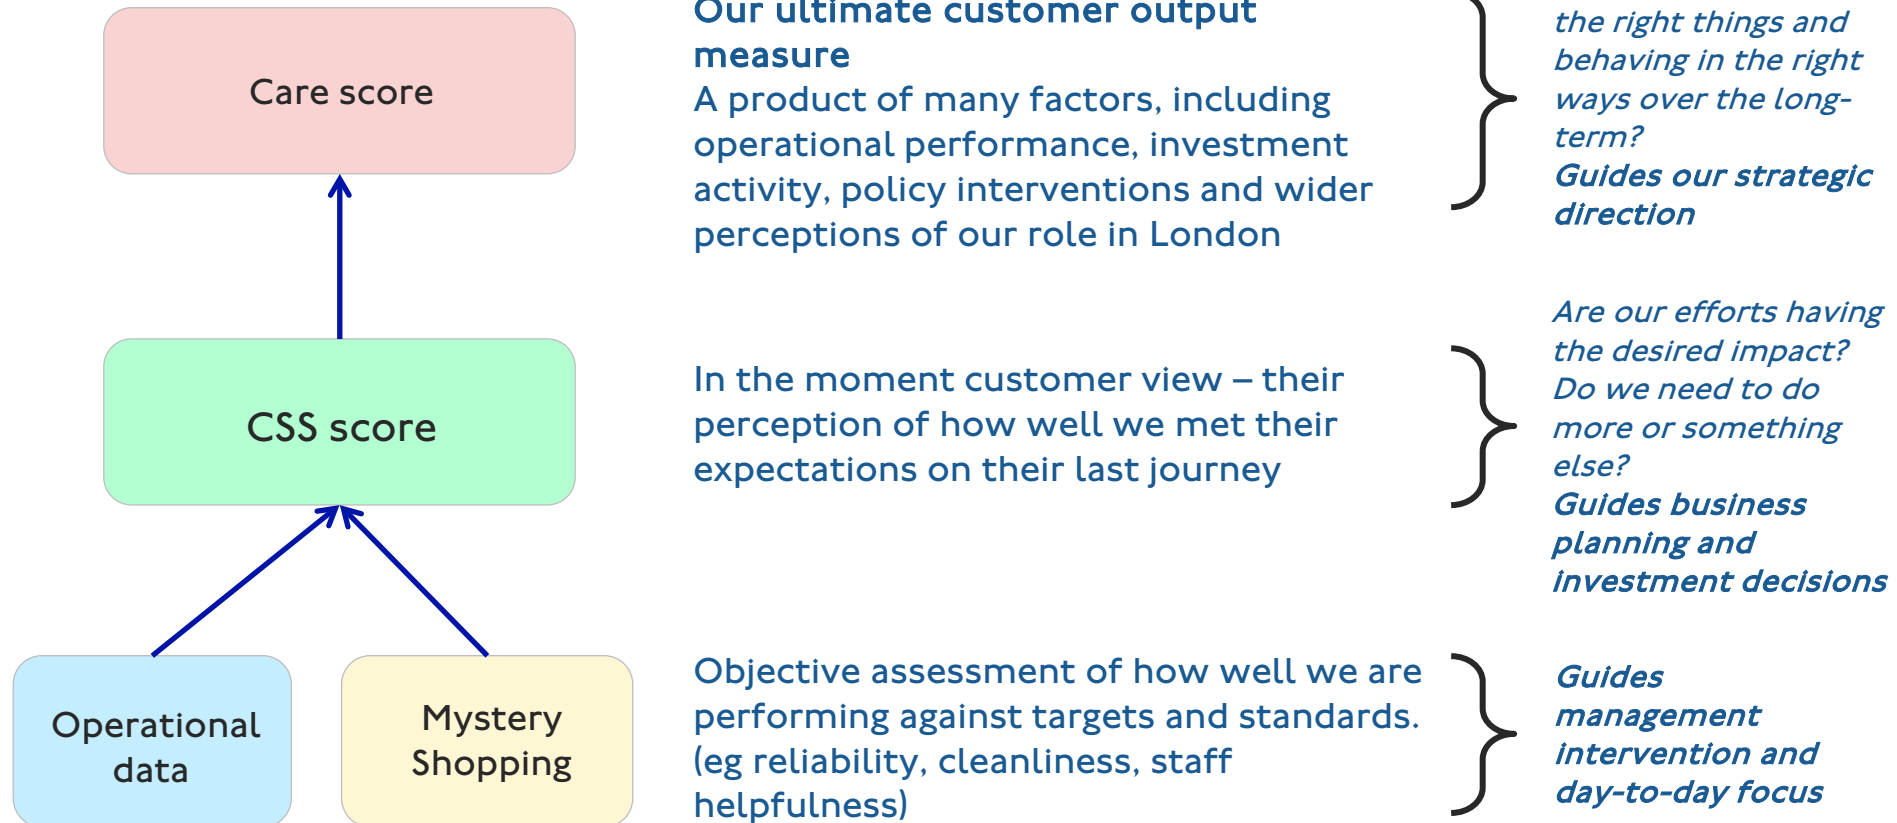 Care score
Our ultimate customer output
measure
A product of many factors, including
operational performance, investment
activity, policy interventions and wider
perceptions of our role in London
the right things and
behaving in the right
ways over the long-
term?
Guides our strategic
direction
CSS score
In the moment customer view – their
perception of how well we met their
expectations on their last journey
Are our efforts having
the desired impact?
Do we need to do
more or something
else?
Guides business
planning and
investment decisions
Operational
data
Mystery
Shopping
Objective assessment of how well we are
performing against targets and standards.
(eg reliability, cleanliness, staff
helpfulness)
Guides
management
intervention and
day-to-day focus